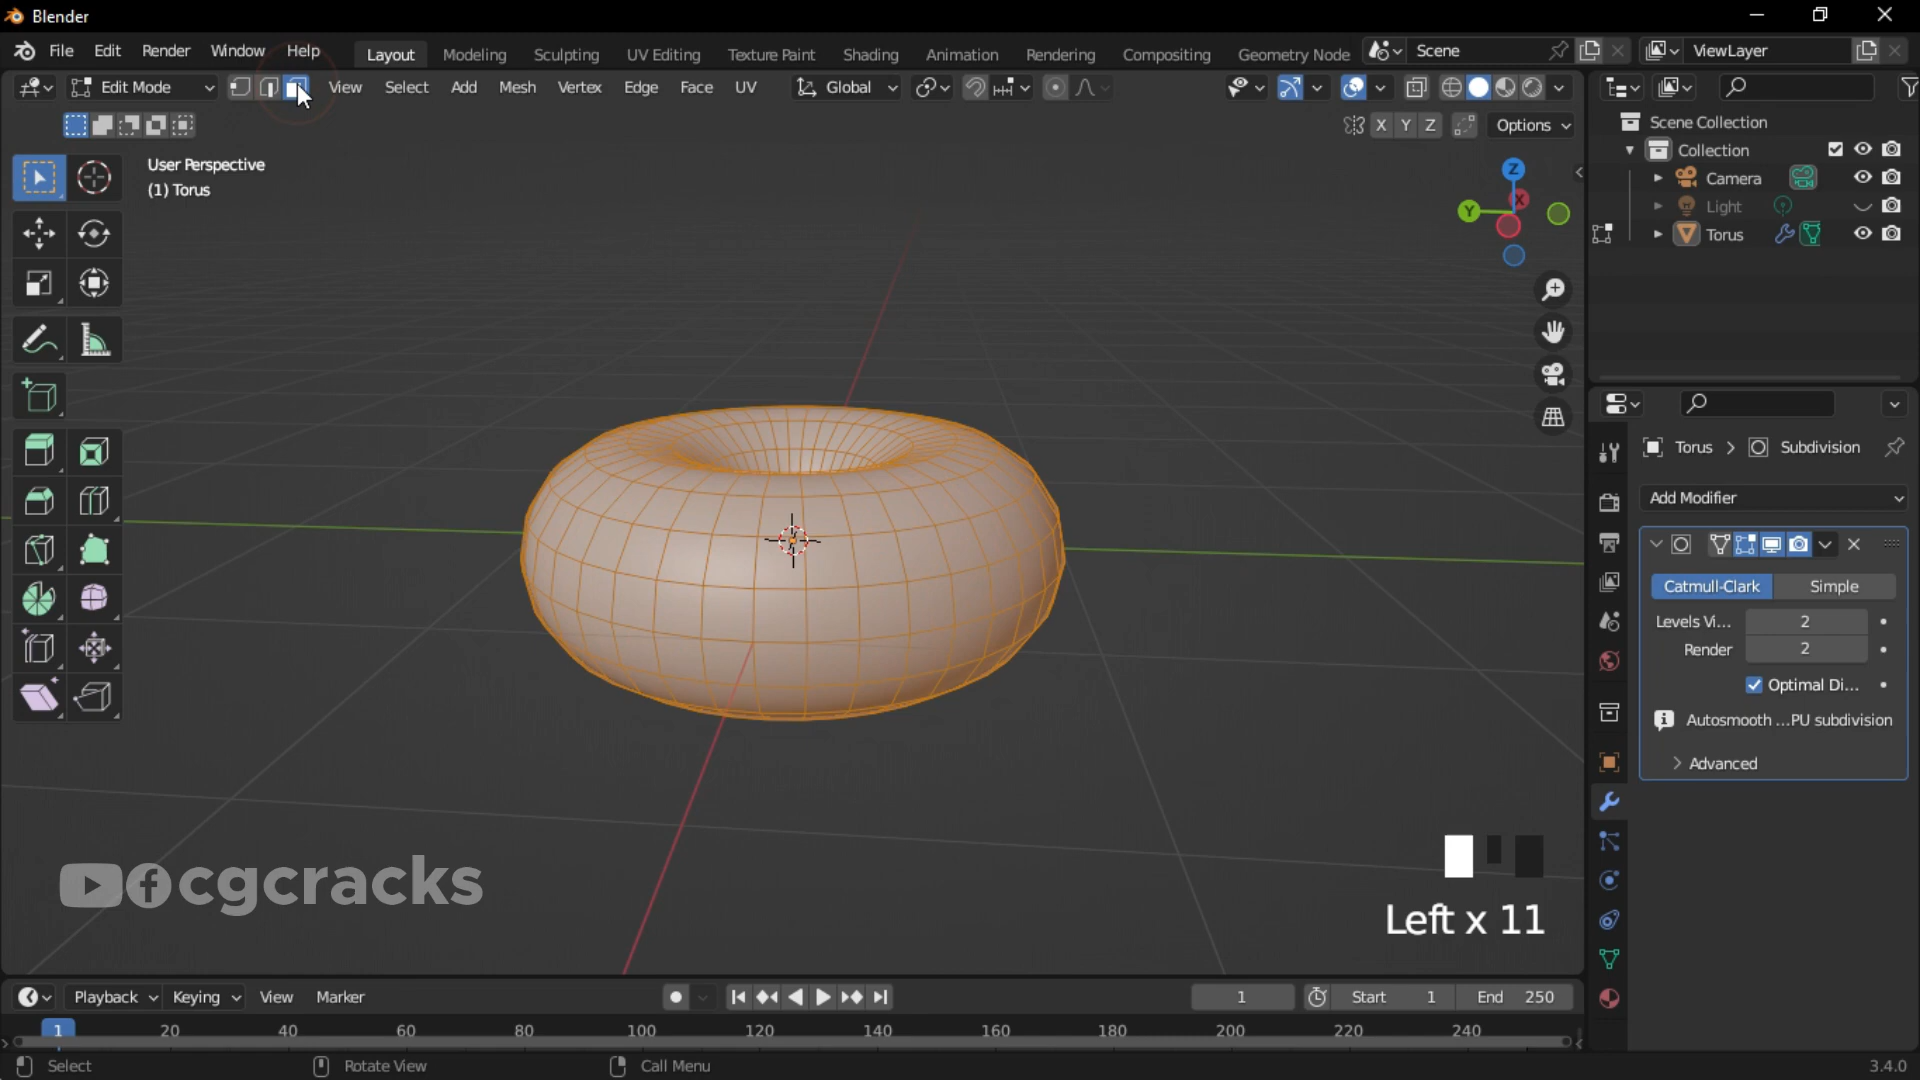 Blender
File Edit Render Window Help Layout Modeling Sculpting UV Editing Texture Paint Shading Animation Rendering Compositing Geometry Node Scene ViewLayer
Edit Mode View Select Add Mesh Vertex Edge Face UV Global
X Y Z Options
User Perspective
(1) Torus
Z
X
Y
Scene Collection
Collection
Camera
Light
Torus
Torus > Subdivision
Add Modifier
Catmull-Clark Simple
Levels Vi... 2
Render 2
Optimal Di...
Autosmooth ...PU subdivision
Advanced
cgcracks
Left x 11
Playback Keying View Marker 1 Start 1 End 250
1 20 40 60 80 100 120 140 160 180 200 220 240
Select Rotate View Call Menu 3.4.0